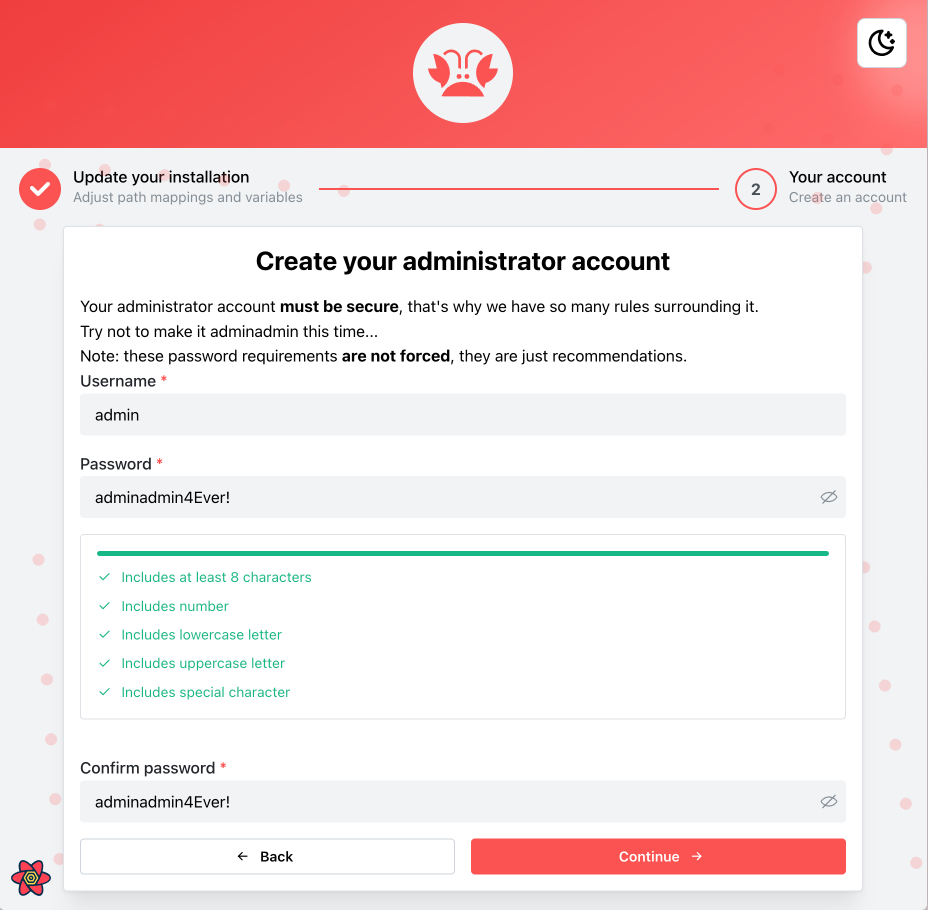 Update your installation
Adjust path mappings and variables
2
Your account
Create an account
Create your administrator account
Your administrator account must be secure, that's why we have so many rules surrounding it.
Try not to make it adminadmin this time...
Note: these password requirements are not forced, they are just recommendations.
Username *
admin
Password *
adminadmin4Ever!
Includes at least 8 characters
Includes number
Includes lowercase letter
Includes uppercase letter
Includes special character
Confirm password *
adminadmin4Ever!
← Back
Continue →